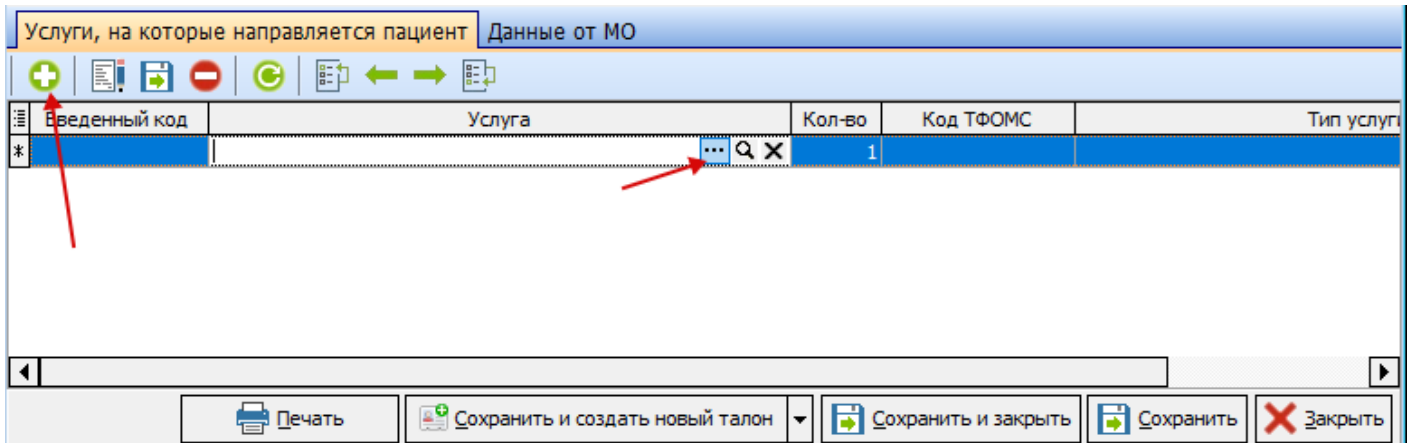 Услуги, на которые направляется пациент Данные от МО
Введенный код Услуга Кол-во Код ТФОМС Тип услуги
* 1
Печать Сохранить и создать новый талон Сохранить и закрыть Сохранить Закрыть